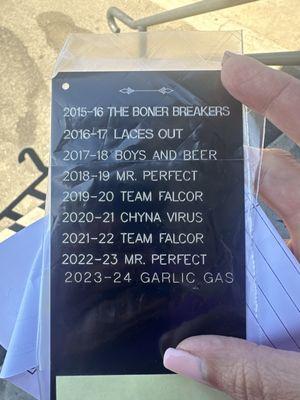 2015-16 THE BONER BREAKERS
2016-17 LACES OUT
2017-18 BOYS AND BEER
2018-19 MR. PERFECT
2019-20 TEAM FALCOR
2020-21 CHYNA VIRUS
2021-22 TEAM FALCOR
2022-23 MR. PERFECT
2023-24 GARLIC GAS